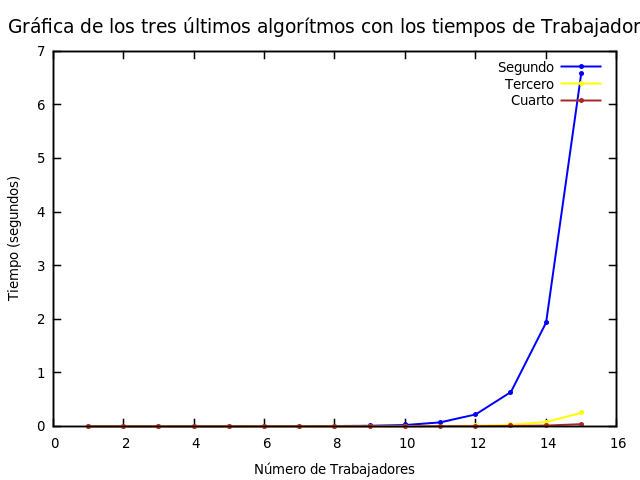 Gráfica de los tres últimos algorítmos con los tiempos de Trabajador
7
6
5
4
3
2
1
0
Tiempo (segundos)
Segundo
Tercero
Cuarto
0 2 4 6 8 10 12 14 16
Número de Trabajadores